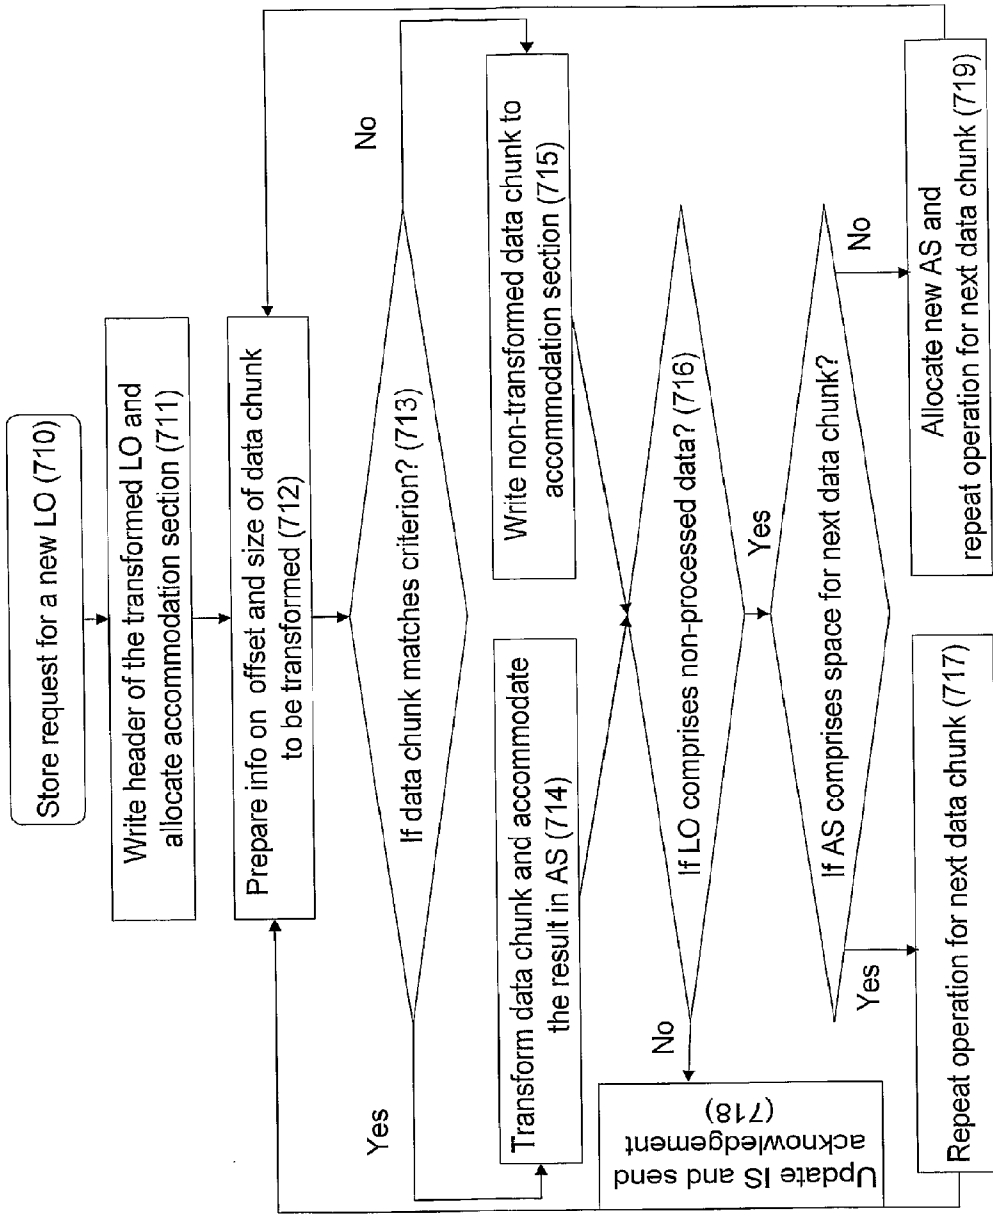 Store request for a new LO (710)
Write header of the transformed LO and
allocate accommodation section (711)
Prepare info on offset and size of data chunk
to be transformed (712)
If data chunk matches criterion? (713)
Yes
No
Transform data chunk and accommodate
the result in AS (714)
Write non-transformed data chunk to
accommodation section (715)
If LO comprises non-processed data? (716)
No
Yes
Update IS and send
acknowledgement
(718)
If AS comprises space for next data chunk?
Yes
No
Repeat operation for next data chunk (717)
Allocate new AS and
repeat operation for next data chunk (719)